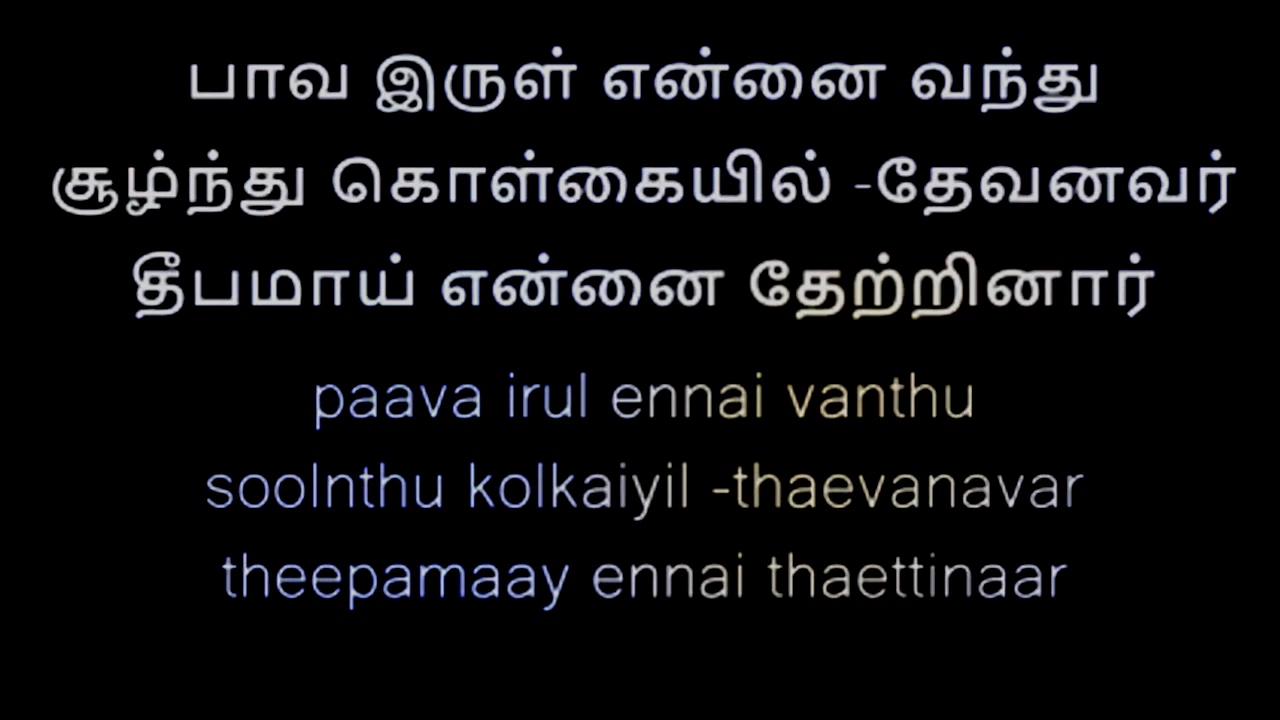 பாவ இருள் என்னை வந்து
சூழ்ந்து கொள்கையில் -தேவனவர்
தீபமாய் என்னை தேற்றினார்
paava irul ennai vanthu
soolnthu kolkaiyil -thaevanavar
theepamaay ennai thaettinaar